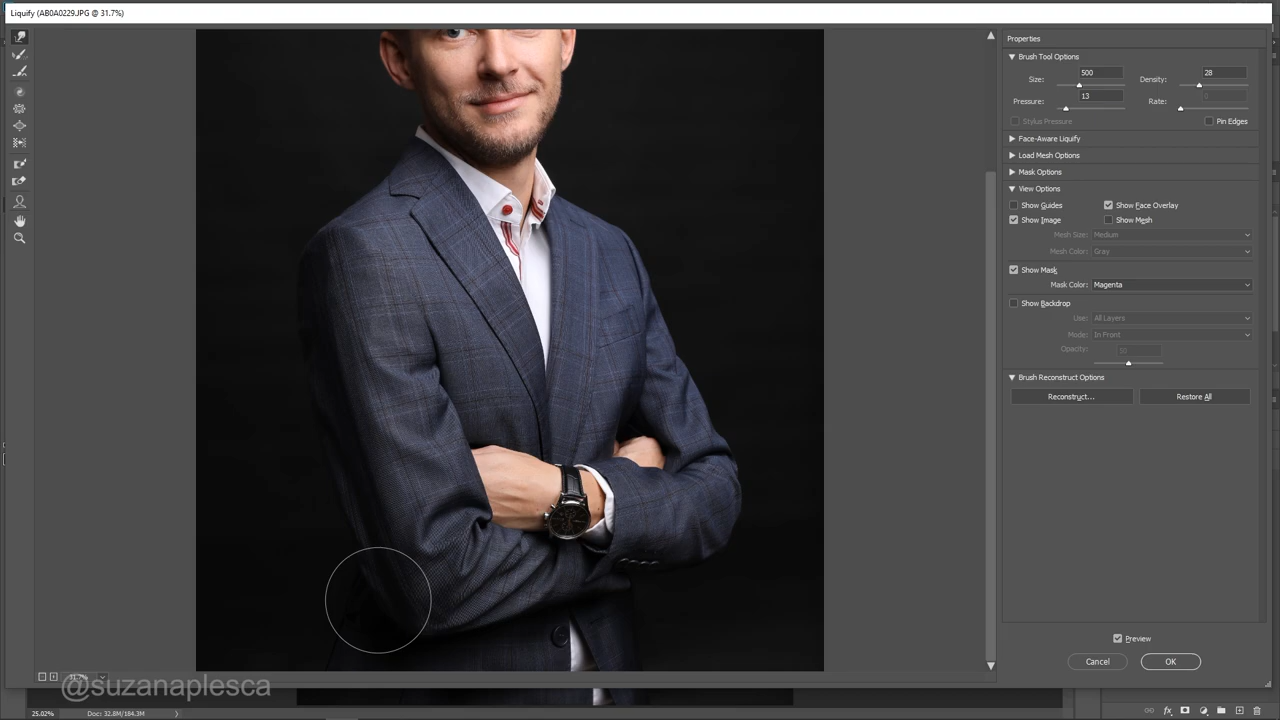 Liquify (AB0A0229.JPG @ 31.7%)
Properties
Brush Tool Options
Size: 500 Density: 28
Pressure: 13 Rate:
Stylus Pressure Pin Edges
Face-Aware Liquify
Load Mesh Options
Mask Options
View Options
Show Guides Show Face Overlay
Show Image Show Mesh
Mesh Size: Medium
Mesh Color: Gray
Show Mask
Mask Color: Magenta
Show Backdrop
Use: All Layers
Mode: In Front
Opacity: 50
Brush Reconstruct Options
Reconstruct... Restore All
Preview
Cancel OK
31.7%
@suzanaplesca
25.02% Doc: 32.8M/184.3M
fx